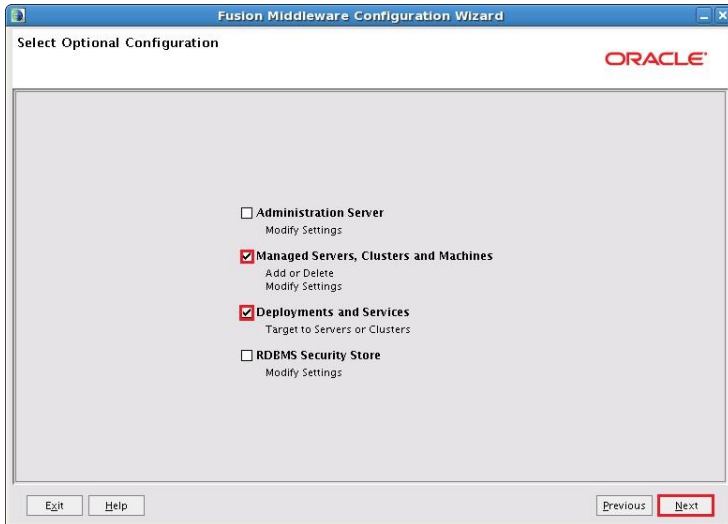 Fusion Middleware Configuration Wizard
Select Optional Configuration
ORACLE
Administration Server
Modify Settings
Managed Servers, Clusters and Machines
Add or Delete
Modify Settings
Deployments and Services
Target to Servers or Clusters
RDBMS Security Store
Modify Settings
Exit Help Previous Next